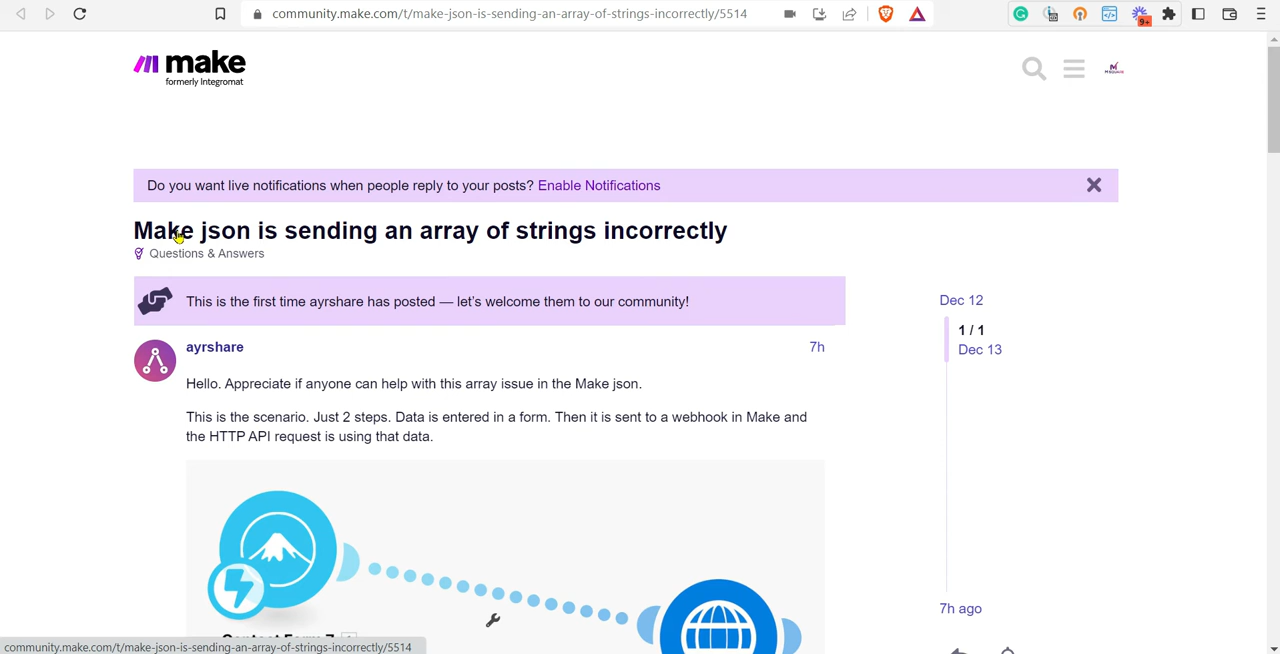 community.make.com/t/make-json-is-sending-an-array-of-strings-incorrectly/5514
9+
make
formerly Integromat
Do you want live notifications when people reply to your posts? Enable Notifications
Make json is sending an array of strings incorrectly
Questions & Answers
This is the first time ayrshare has posted — let's welcome them to our community!
Dec 12
1 / 1
Dec 13
ayrshare
7h
Hello. Appreciate if anyone can help with this array issue in the Make json.
This is the scenario. Just 2 steps. Data is entered in a form. Then it is sent to a webhook in Make and
the HTTP API request is using that data.
7h ago
Contact Form 7
community.make.com/t/make-json-is-sending-an-array-of-strings-incorrectly/5514